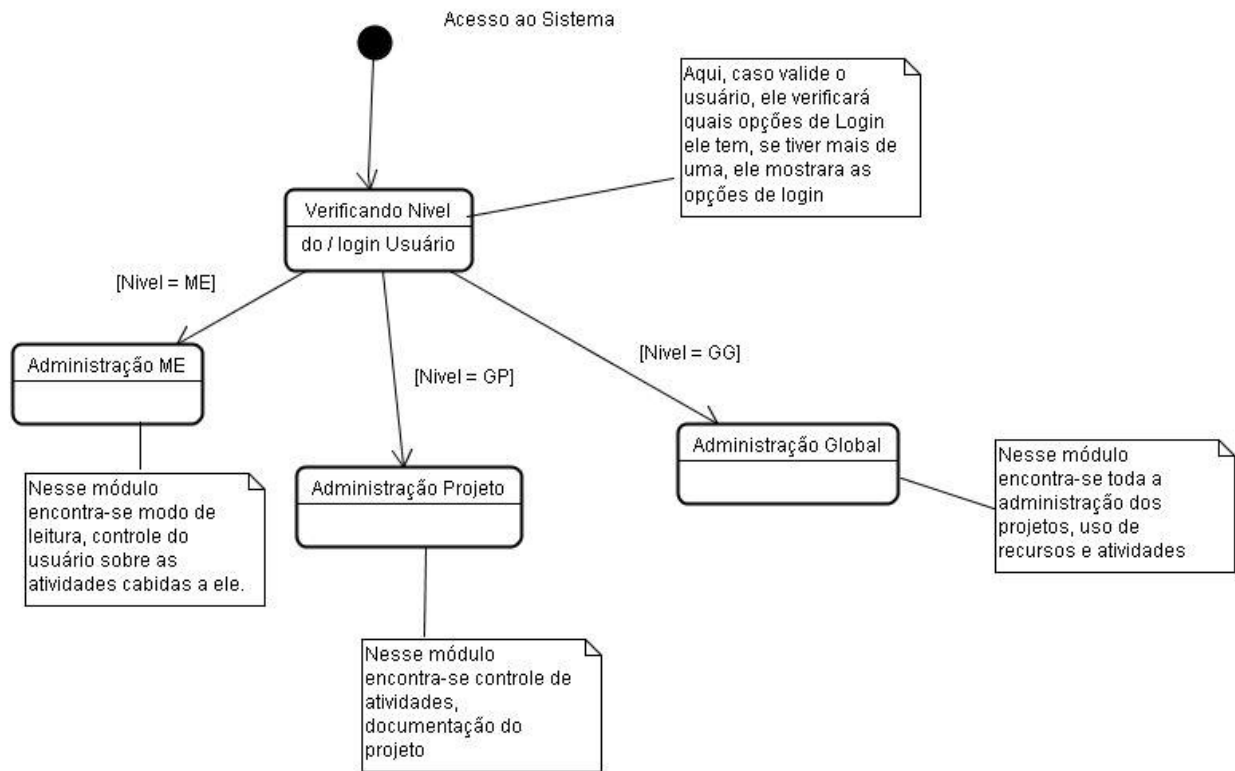 Acesso ao Sistema
Aqui, caso valide o
usuário, ele verificará
quais opções de Login
ele tem, se tiver mais de
uma, ele mostrara as
opções de login
Verificando Nivel
do / login Usuário
[Nivel = ME]
[Nivel = GP]
[Nivel = GG]
Administração ME
Administração Projeto
Administração Global
Nesse módulo
encontra-se modo de
leitura, controle do
usuário sobre as
atividades cabidas a ele.
Nesse módulo
encontra-se toda a
administração dos
projetos, uso de
recursos e atividades
Nesse módulo
encontra-se controle de
atividades,
documentação do
projeto